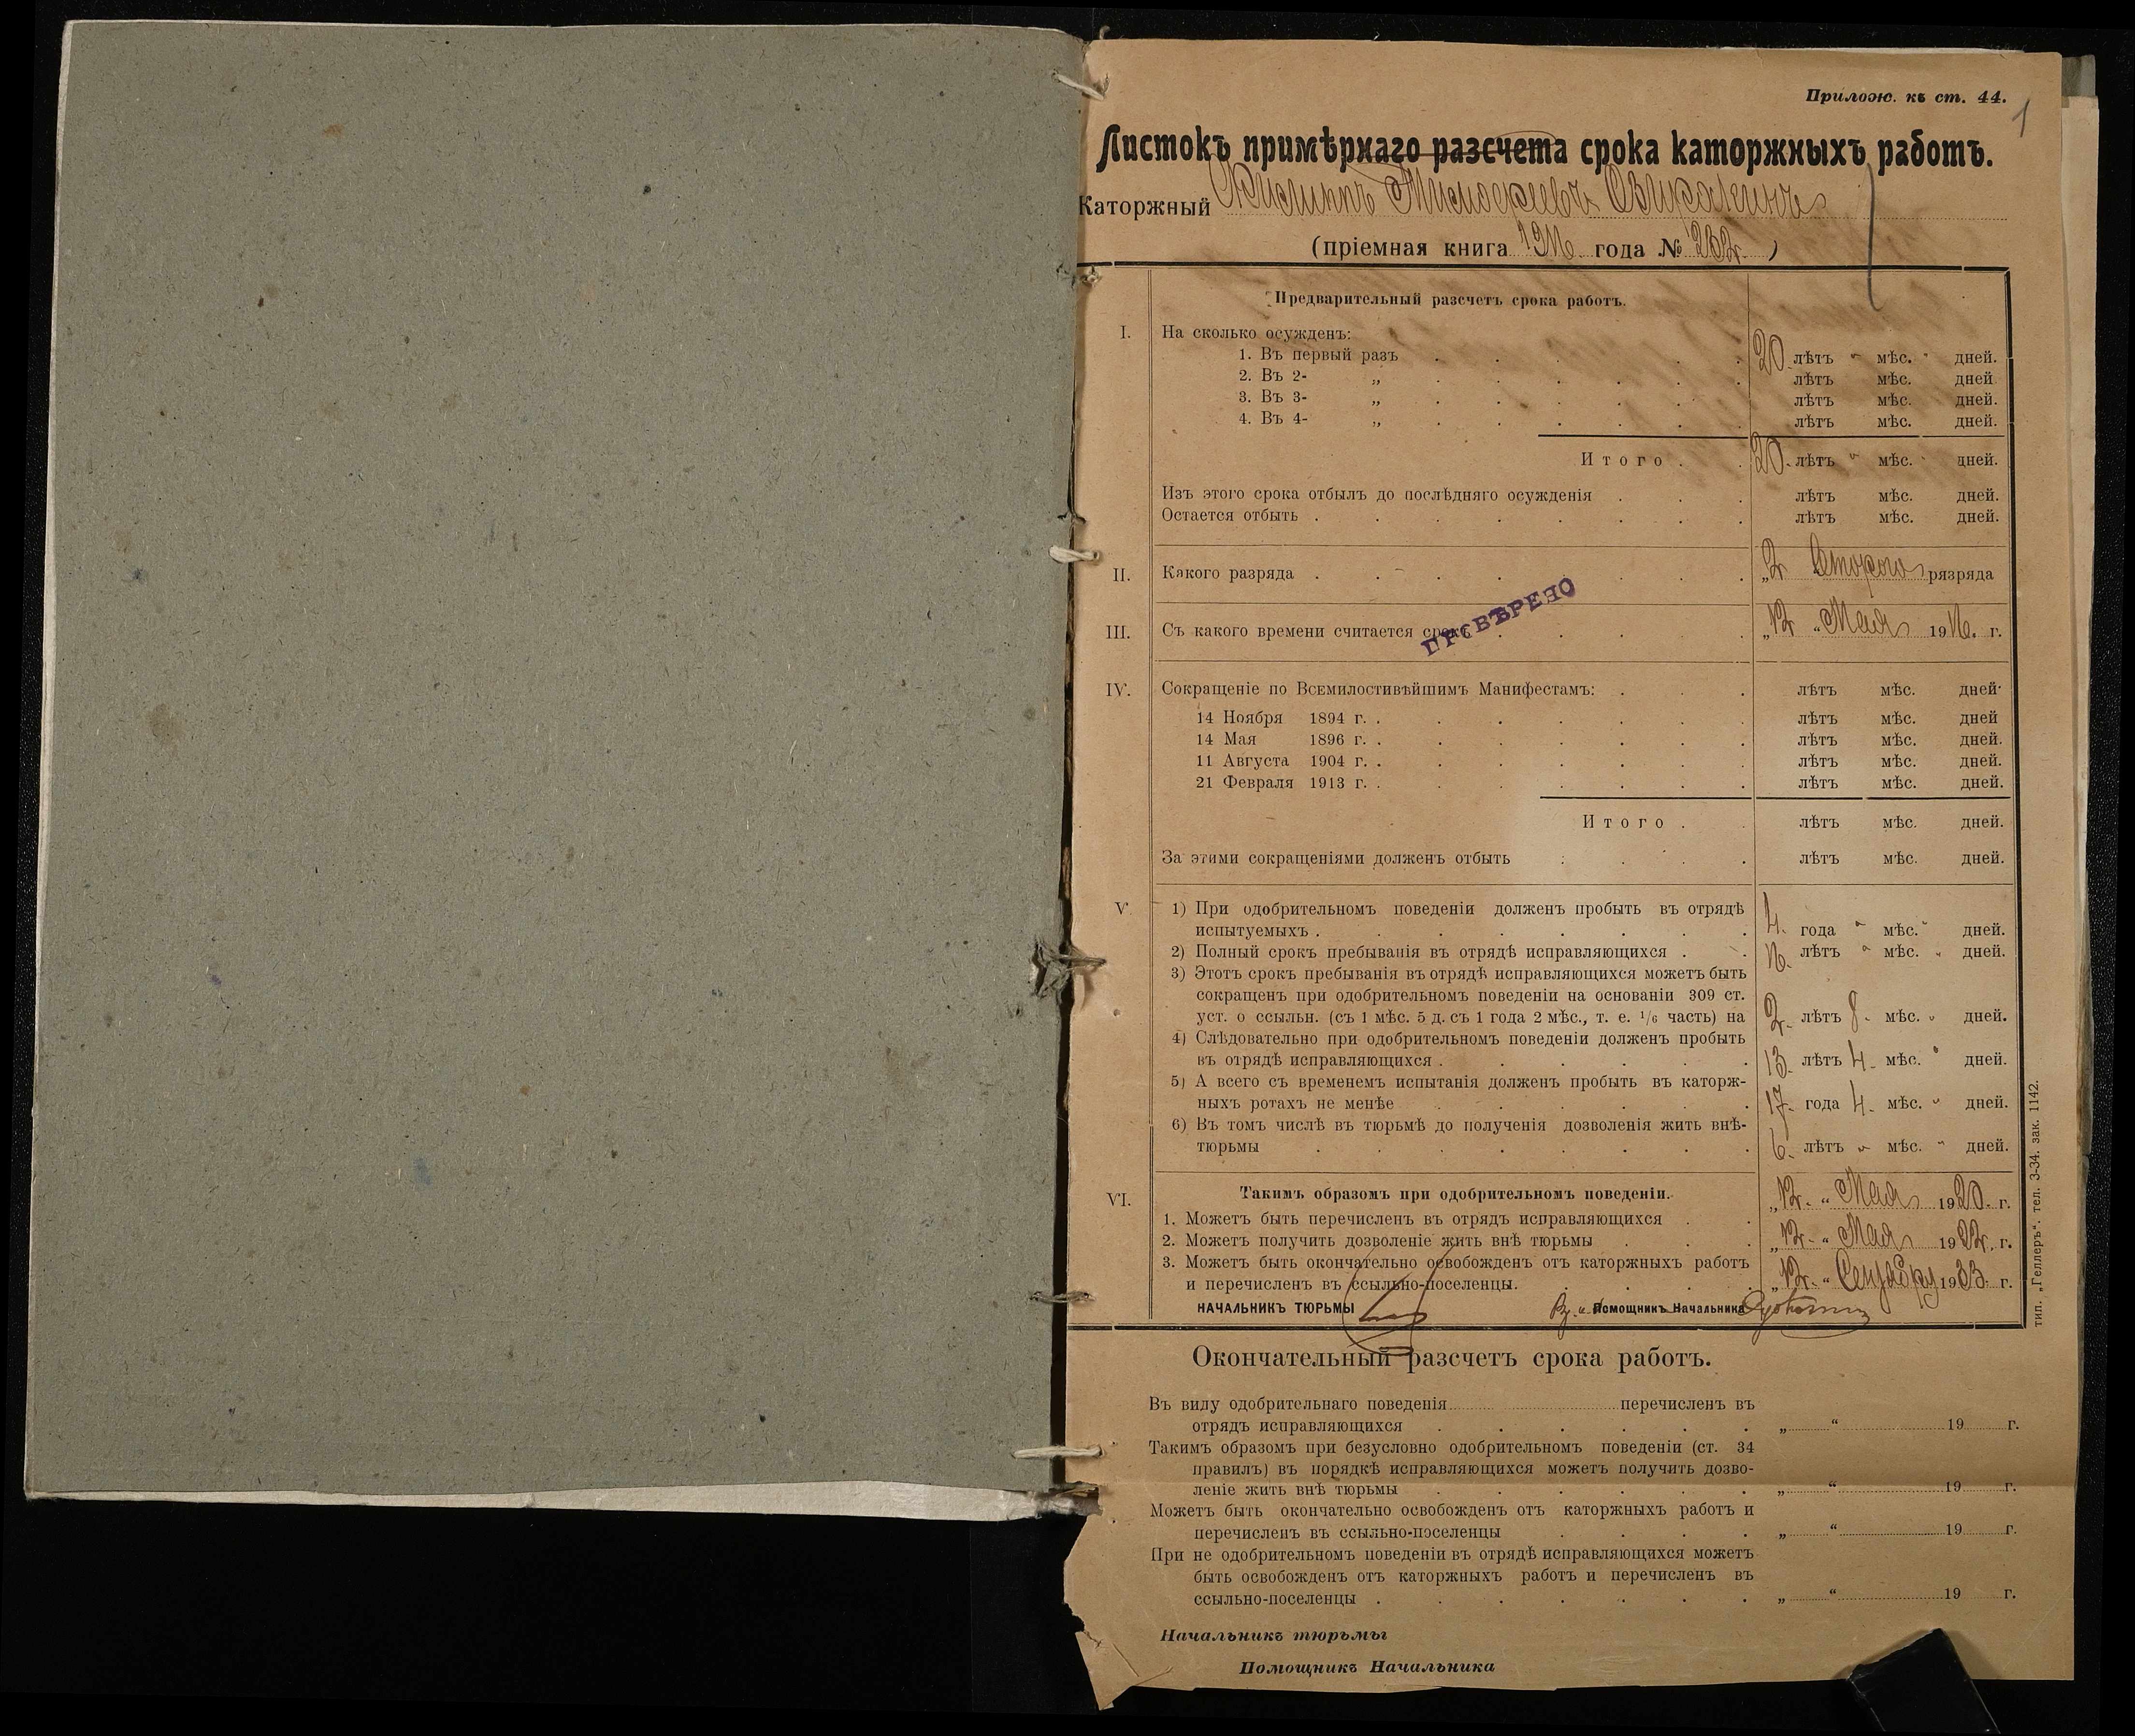 Прилож. къ ст. 44.
1
Листокъ примѣрнаго разсчета срока каторжныхъ работъ.
Каторжный
(пріемная книга 1916 года № 262.)
Предварительный разсчетъ срока работъ.
I. На сколько осужденъ:
1. Въ первый разъ . . . . . . 20 лѣтъ „ мѣс. „ дней.
2. Въ 2- „ . . . . . . лѣтъ мѣс. дней.
3. Въ 3- „ . . . . . . лѣтъ мѣс. дней.
4. Въ 4- „ . . . . . . лѣтъ мѣс. дней.
Итого . . 20. лѣтъ „ мѣс. „ дней.
Изъ этого срока отбылъ до послѣдняго осужденія . . . лѣтъ мѣс. дней.
Остается отбыть . . . . . . . . лѣтъ мѣс. дней.
II. Какого разряда . . . . . . . . „2 Второго рязряда
ПРОВѢРЕНО
III. Съ какого времени считается срокъ . . . . . „12 “ Мая 1916. г.
IV. Сокращеніе по Всемилостивѣйшимъ Манифестамъ: . . . лѣтъ мѣс. дней.
14 Ноября 1894 г. . . . . . . . лѣтъ мѣс. дней
14 Мая 1896 г. . . . . . . . лѣтъ мѣс. дней.
11 Августа 1904 г. . . . . . . . лѣтъ мѣс. дней.
21 Февраля 1913 г. . . . . . . . лѣтъ мѣс. дней.
Итого . . лѣтъ мѣс. дней.
За этими сокращеніями долженъ отбыть . . . . лѣтъ мѣс. дней.
V 1) При одобрительномъ поведеніи долженъ пробыть въ отрядѣ
испытуемыхъ . . . . . . . . 4. года „ мѣс. „ дней.
2) Полный срокъ пребыванія въ отрядѣ исправляющихся . . 16. лѣтъ „ мѣс. „ дней.
3) Этотъ срокъ пребыванія въ отрядѣ исправляющихся можетъ быть
сокращенъ при одобрительномъ поведеніи на основаніи 309 ст.
уст. о ссыльн. (съ 1 мѣс. 5 д. съ 1 года 2 мѣс., т. е. 1/6 часть) на 2. лѣтъ 8. мѣс. „ дней.
4) Слѣдовательно при одобрительномъ поведеніи долженъ пробыть
въ отрядѣ исправляющихся . . . . . . 13. лѣтъ 4. мѣс. „ дней.
5) А всего съ временемъ испытанія долженъ пробыть въ каторж-
ныхъ ротахъ не менѣе . . . . . . 17. года 4. мѣс. „ дней.
6) Въ томъ числѣ въ тюрьмѣ до полученія дозволенія жить внѣ-
тюрьмы . . . . . . . . 6. лѣтъ „ мѣс. „ дней.
VI. Такимъ образомъ при одобрительномъ поведеніи.
1. Можетъ быть перечисленъ въ отрядъ исправляющихся . . „12. “ Мая 1920. г.
2. Можетъ получить дозволеніе жить внѣ тюрьмы . . . „12. “ Мая 1922. г.
3. Можетъ быть окончательно освобожденъ отъ каторжныхъ работъ
и перечисленъ въ ссыльно-поселенцы. . . . . „12. “ Сентября 1933. г.
НАЧАЛЬНИКЪ ТЮРЬМЫ Помощникъ Начальника
тип. „Геллеръ“. тел. 3-34. зак. 1142.
Окончательный разсчетъ срока работъ.
Въ виду одобрительнаго поведенія перечисленъ въ
отрядъ исправляющихся . . . . . . „ “ 19 г.
Такимъ образомъ при безусловно одобрительномъ поведеніи (ст. 34
правилъ) въ порядкѣ исправляющихся можетъ получить дозво-
леніе жить внѣ тюрьмы . . . . . . „ “ 19 г.
Можетъ быть окончательно освобожденъ отъ каторжныхъ работъ и
перечисленъ въ ссыльно-поселенцы . . . . „ “ 19 г.
При не одобрительномъ поведеніи въ отрядѣ исправляющихся можетъ
быть освобожденъ отъ каторжныхъ работъ и перечисленъ въ
ссыльно-поселенцы . . . . . . . „ “ 19 г.
Начальникъ тюрьмы
Помощникъ Начальника